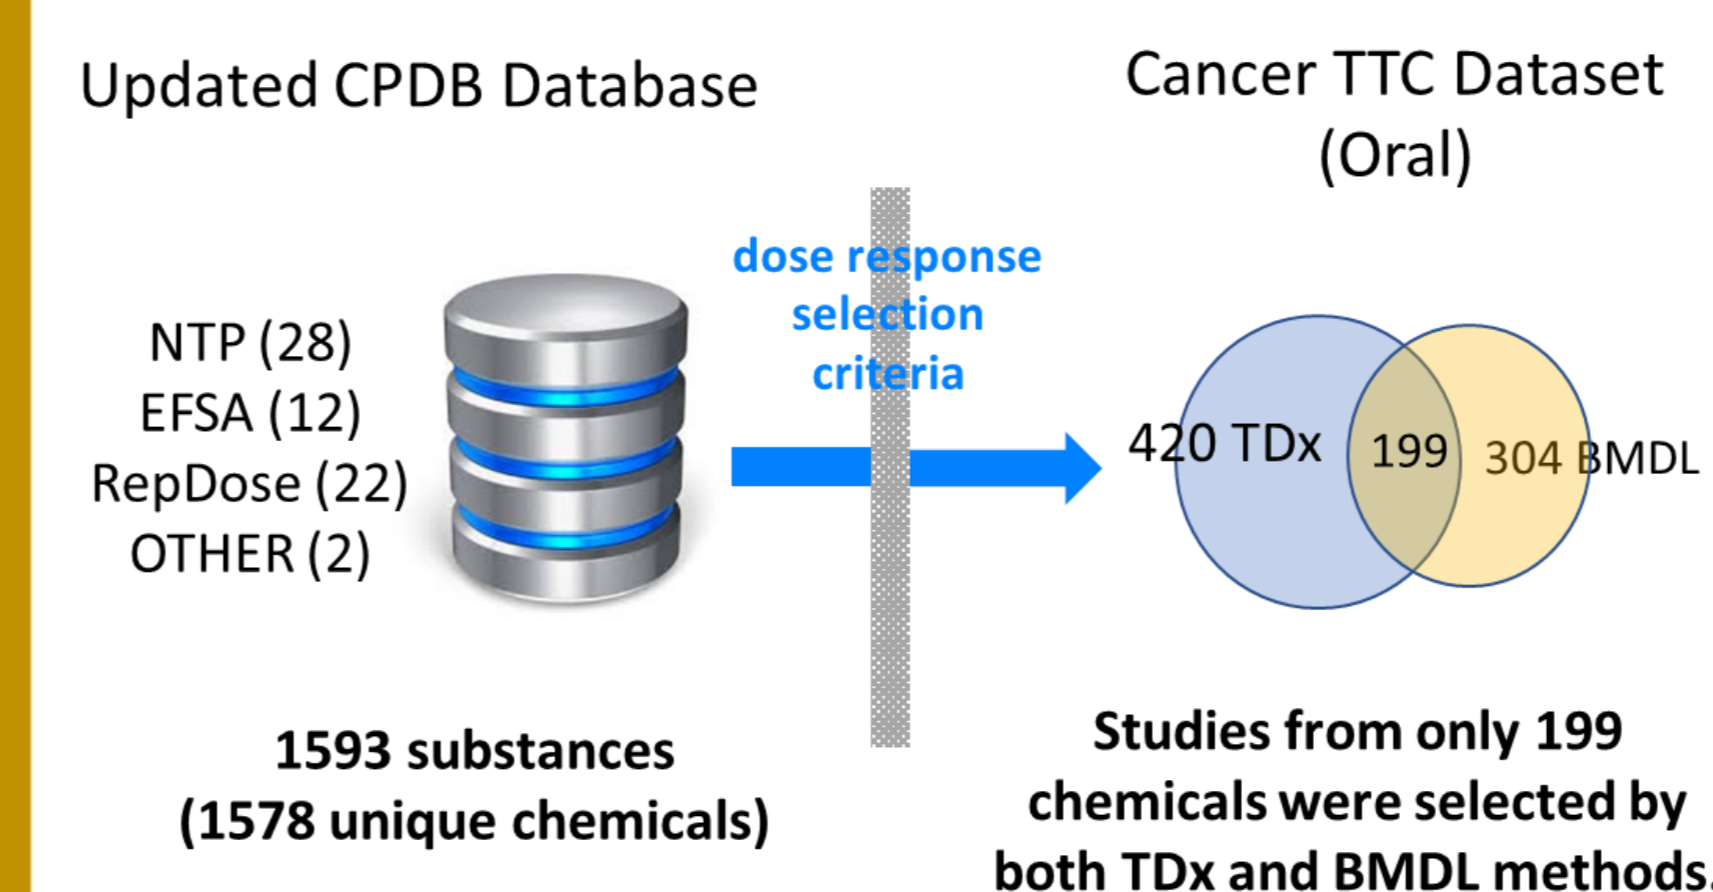 Updated CPDB Database
Cancer TTC Dataset
(Oral)
dose response
selection
criteria
NTP (28)
EFSA (12)
RepDose (22)
OTHER (2)
420 TDx
199
304 BMDL
1593 substances
(1578 unique chemicals)
Studies from only 199
chemicals were selected by
both TDx and BMDL methods.